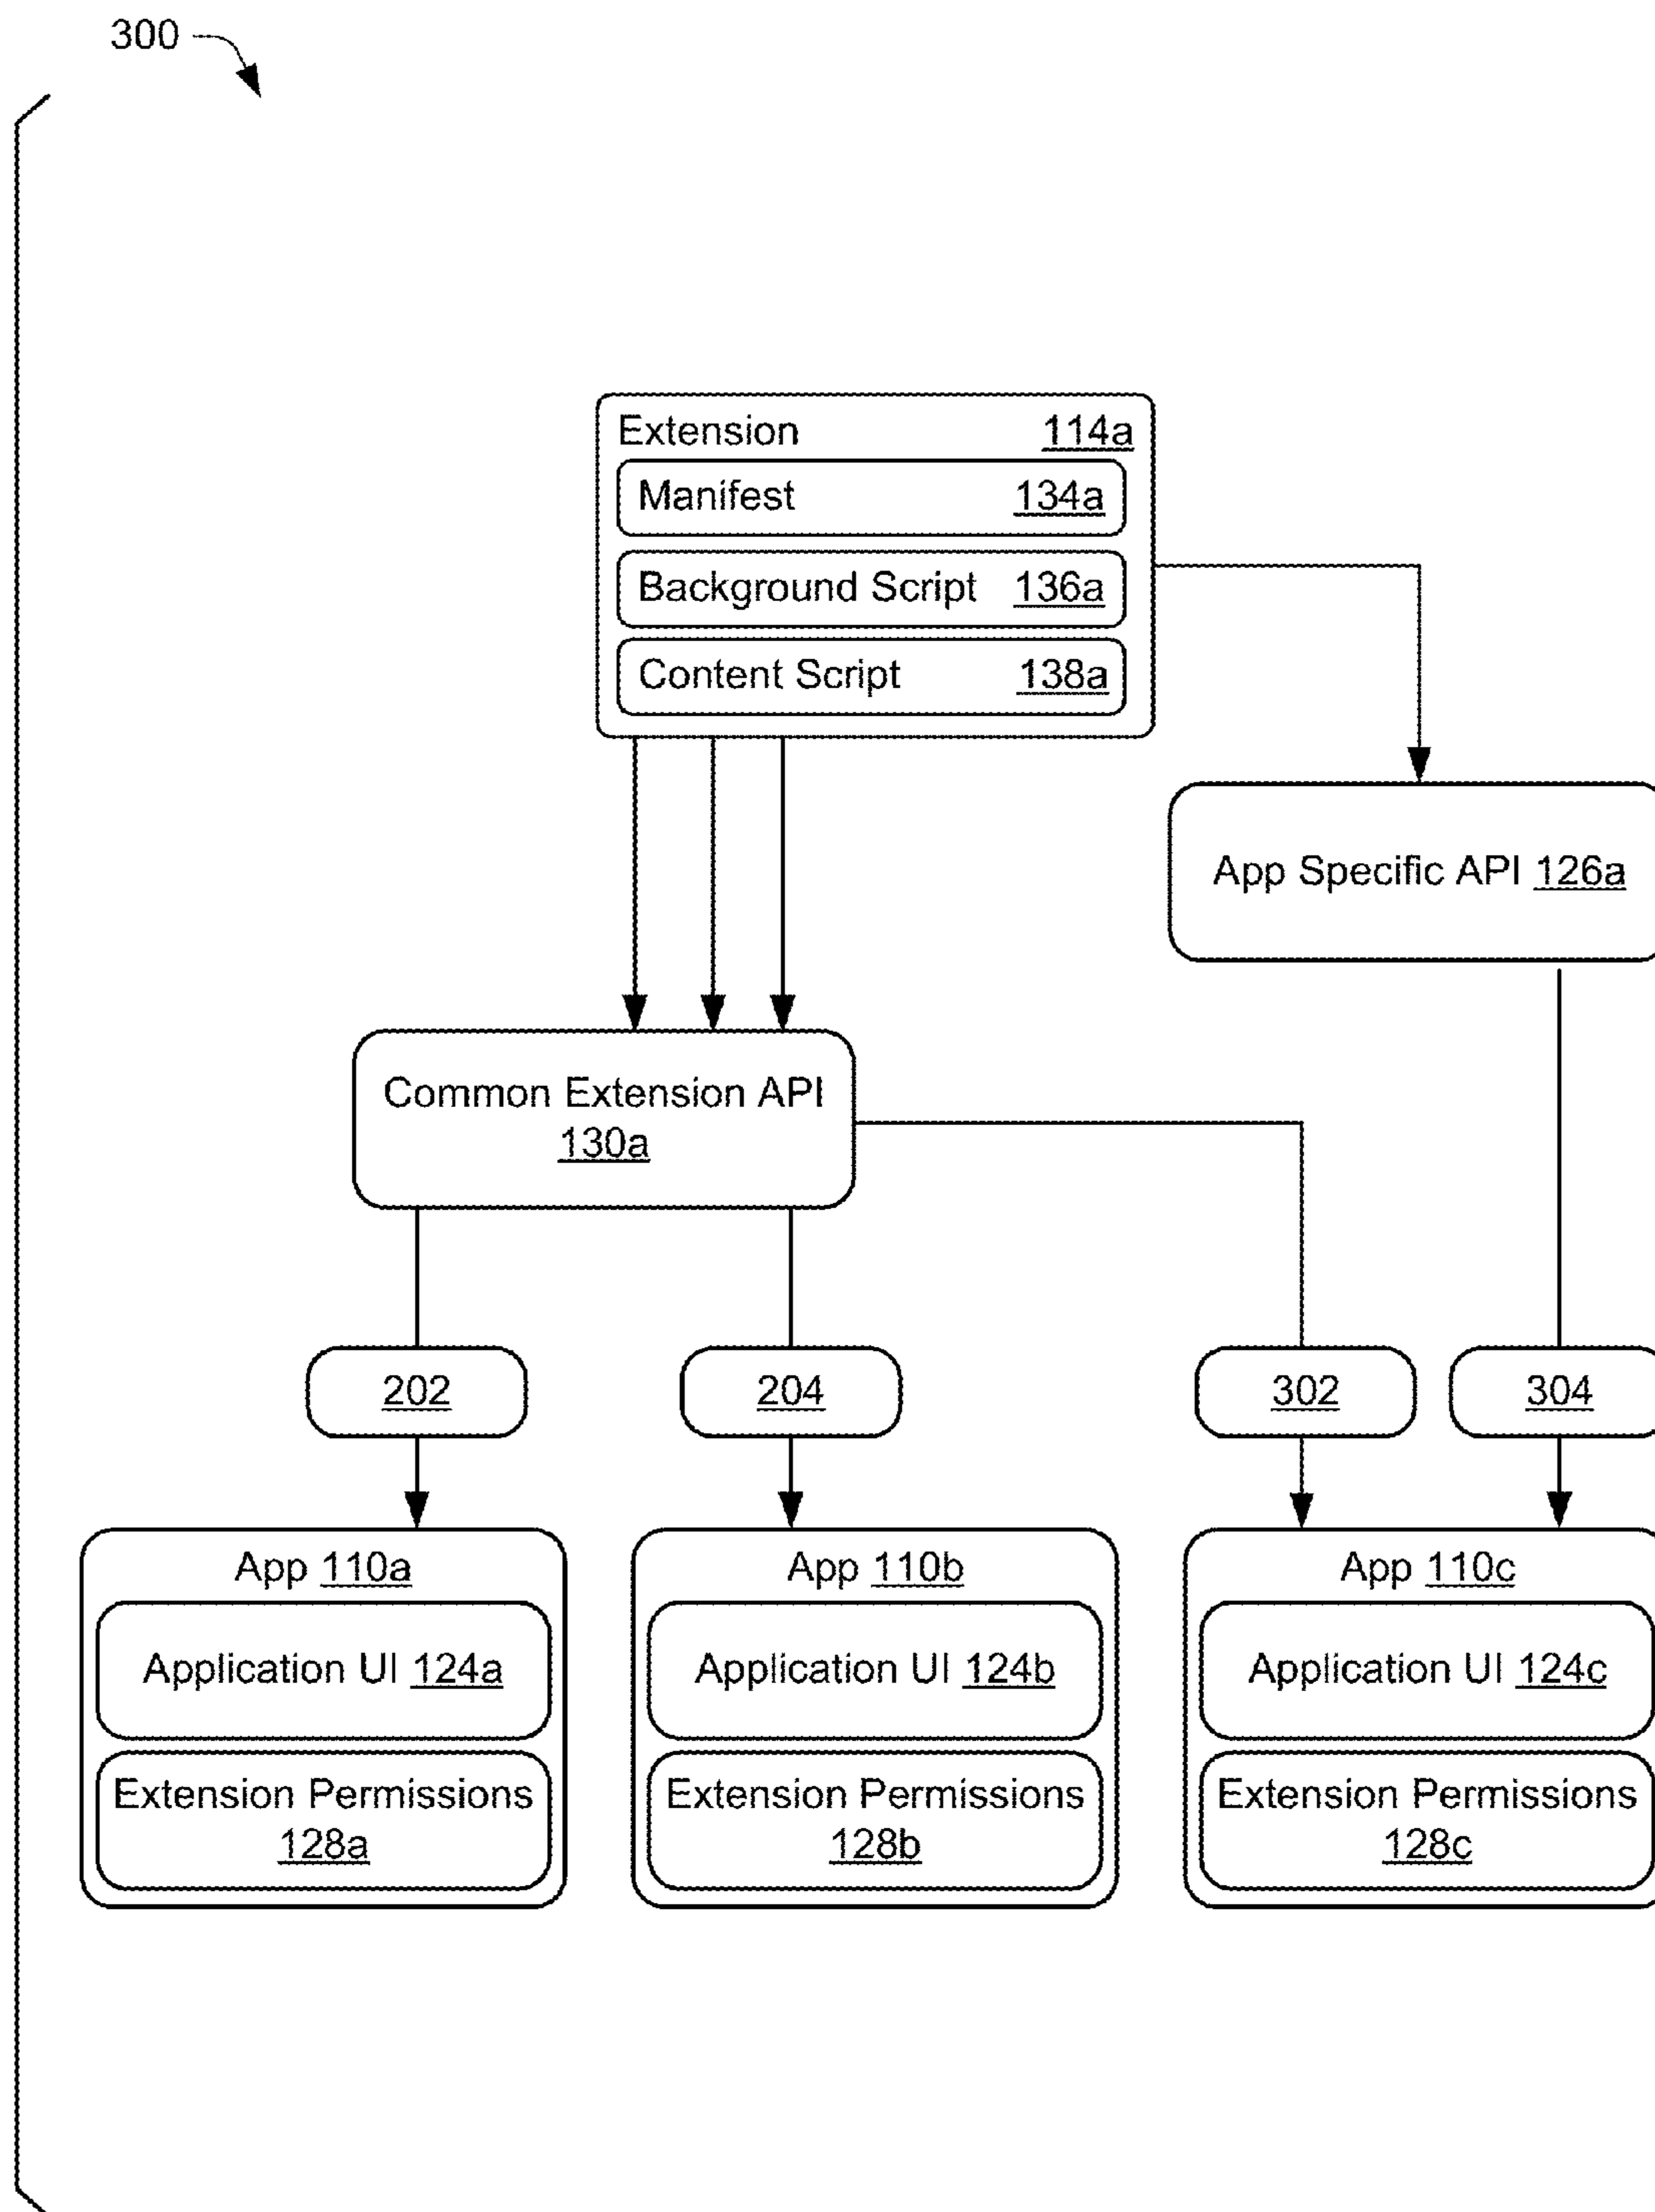 300
Extension 114a
Manifest 134a
Background Script 136a
Content Script 138a
App Specific API 126a
Common Extension API
130a
202
204
302
304
App 110a
Application UI 124a
Extension Permissions
128a
App 110b
Application UI 124b
Extension Permissions
128b
App 110c
Application UI 124c
Extension Permissions
128c